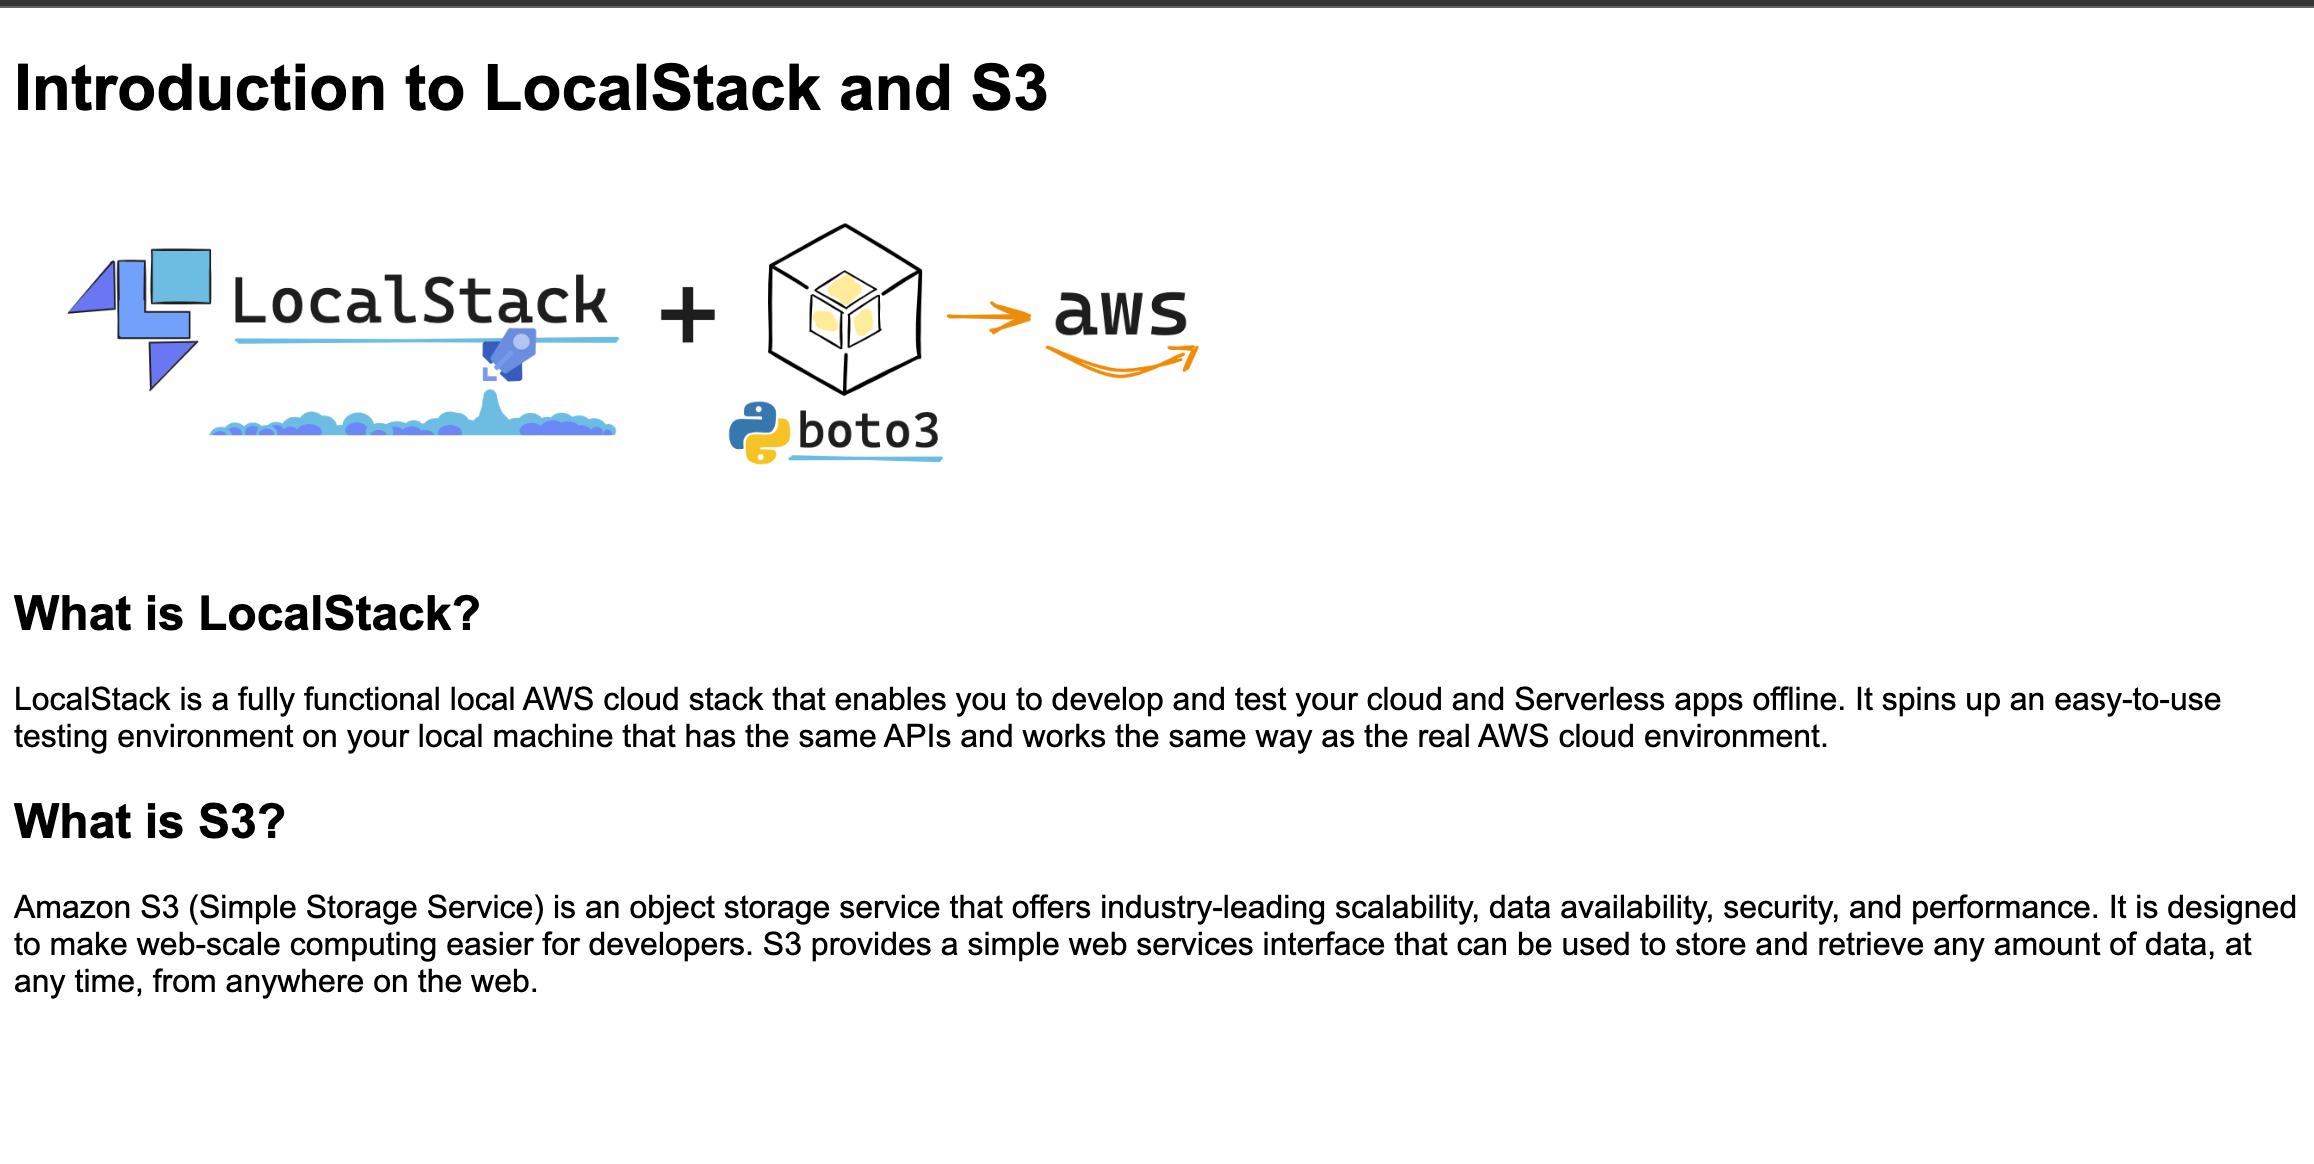 Introduction to LocalStack and S3
LocalStack
+
aws
boto3
What is LocalStack?
LocalStack is a fully functional local AWS cloud stack that enables you to develop and test your cloud and Serverless apps offline. It spins up an easy-to-use
testing environment on your local machine that has the same APIs and works the same way as the real AWS cloud environment.
What is S3?
Amazon S3 (Simple Storage Service) is an object storage service that offers industry-leading scalability, data availability, security, and performance. It is designed
to make web-scale computing easier for developers. S3 provides a simple web services interface that can be used to store and retrieve any amount of data, at
any time, from anywhere on the web.